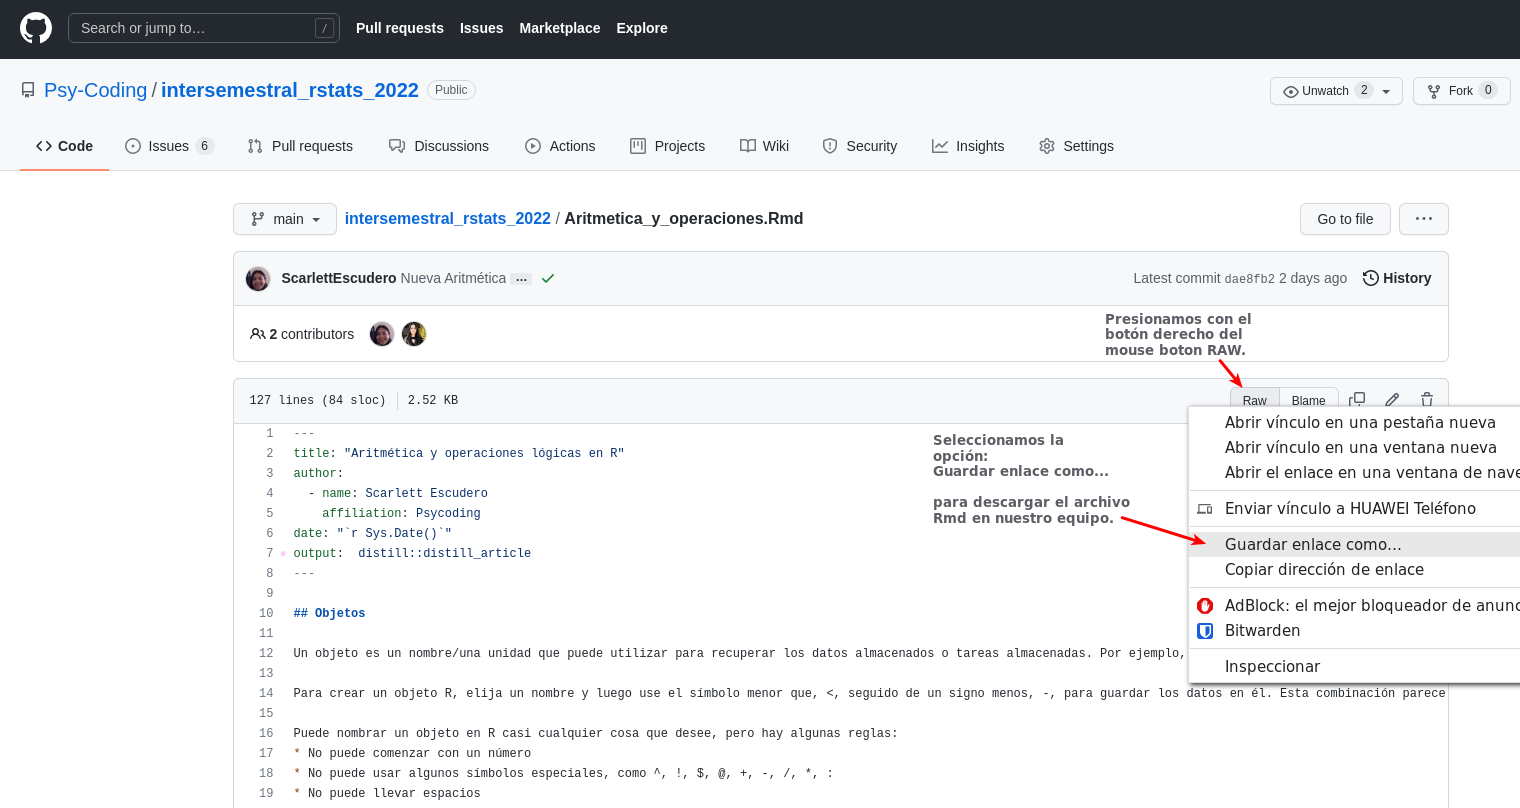 Search or jump to… /
Pull requests Issues Marketplace Explore
Psy-Coding / intersemestral_rstats_2022 Public
Unwatch 2 Fork 0
Code Issues 6 Pull requests Discussions Actions Projects Wiki Security Insights Settings
main intersemestral_rstats_2022 / Aritmetica_y_operaciones.Rmd Go to file ...
ScarlettEscudero Nueva Aritmética ... Latest commit dae8fb2 2 days ago History
2 contributors
Presionamos con el
botón derecho del
mouse boton RAW.
127 lines (84 sloc) 2.52 KB Raw Blame
1 ---
2 title: "Aritmética y operaciones lógicas en R"
3 author:
4 - name: Scarlett Escudero
5 affiliation: Psycoding
6 date: "`r Sys.Date()`"
7 output:  distill::distill_article
8 ---
9
10 ## Objetos
11
12 Un objeto es un nombre/una unidad que puede utilizar para recuperar los datos almacenados o tareas almacenadas. Por ejemplo,
13
14 Para crear un objeto R, elija un nombre y luego use el símbolo menor que, <, seguido de un signo menos, -, para guardar los datos en él. Esta combinación parece
15
16 Puede nombrar un objeto en R casi cualquier cosa que desee, pero hay algunas reglas:
17 * No puede comenzar con un número
18 * No puede usar algunos símbolos especiales, como ^, !, $, @, +, -, /, *, :
19 * No puede llevar espacios
Seleccionamos la
opción:
Guardar enlace como...
para descargar el archivo
Rmd en nuestro equipo.
Abrir vínculo en una pestaña nueva
Abrir vínculo en una ventana nueva
Abrir el enlace en una ventana de nave
Enviar vínculo a HUAWEI Teléfono
Guardar enlace como...
Copiar dirección de enlace
AdBlock: el mejor bloqueador de anunc
Bitwarden
Inspeccionar